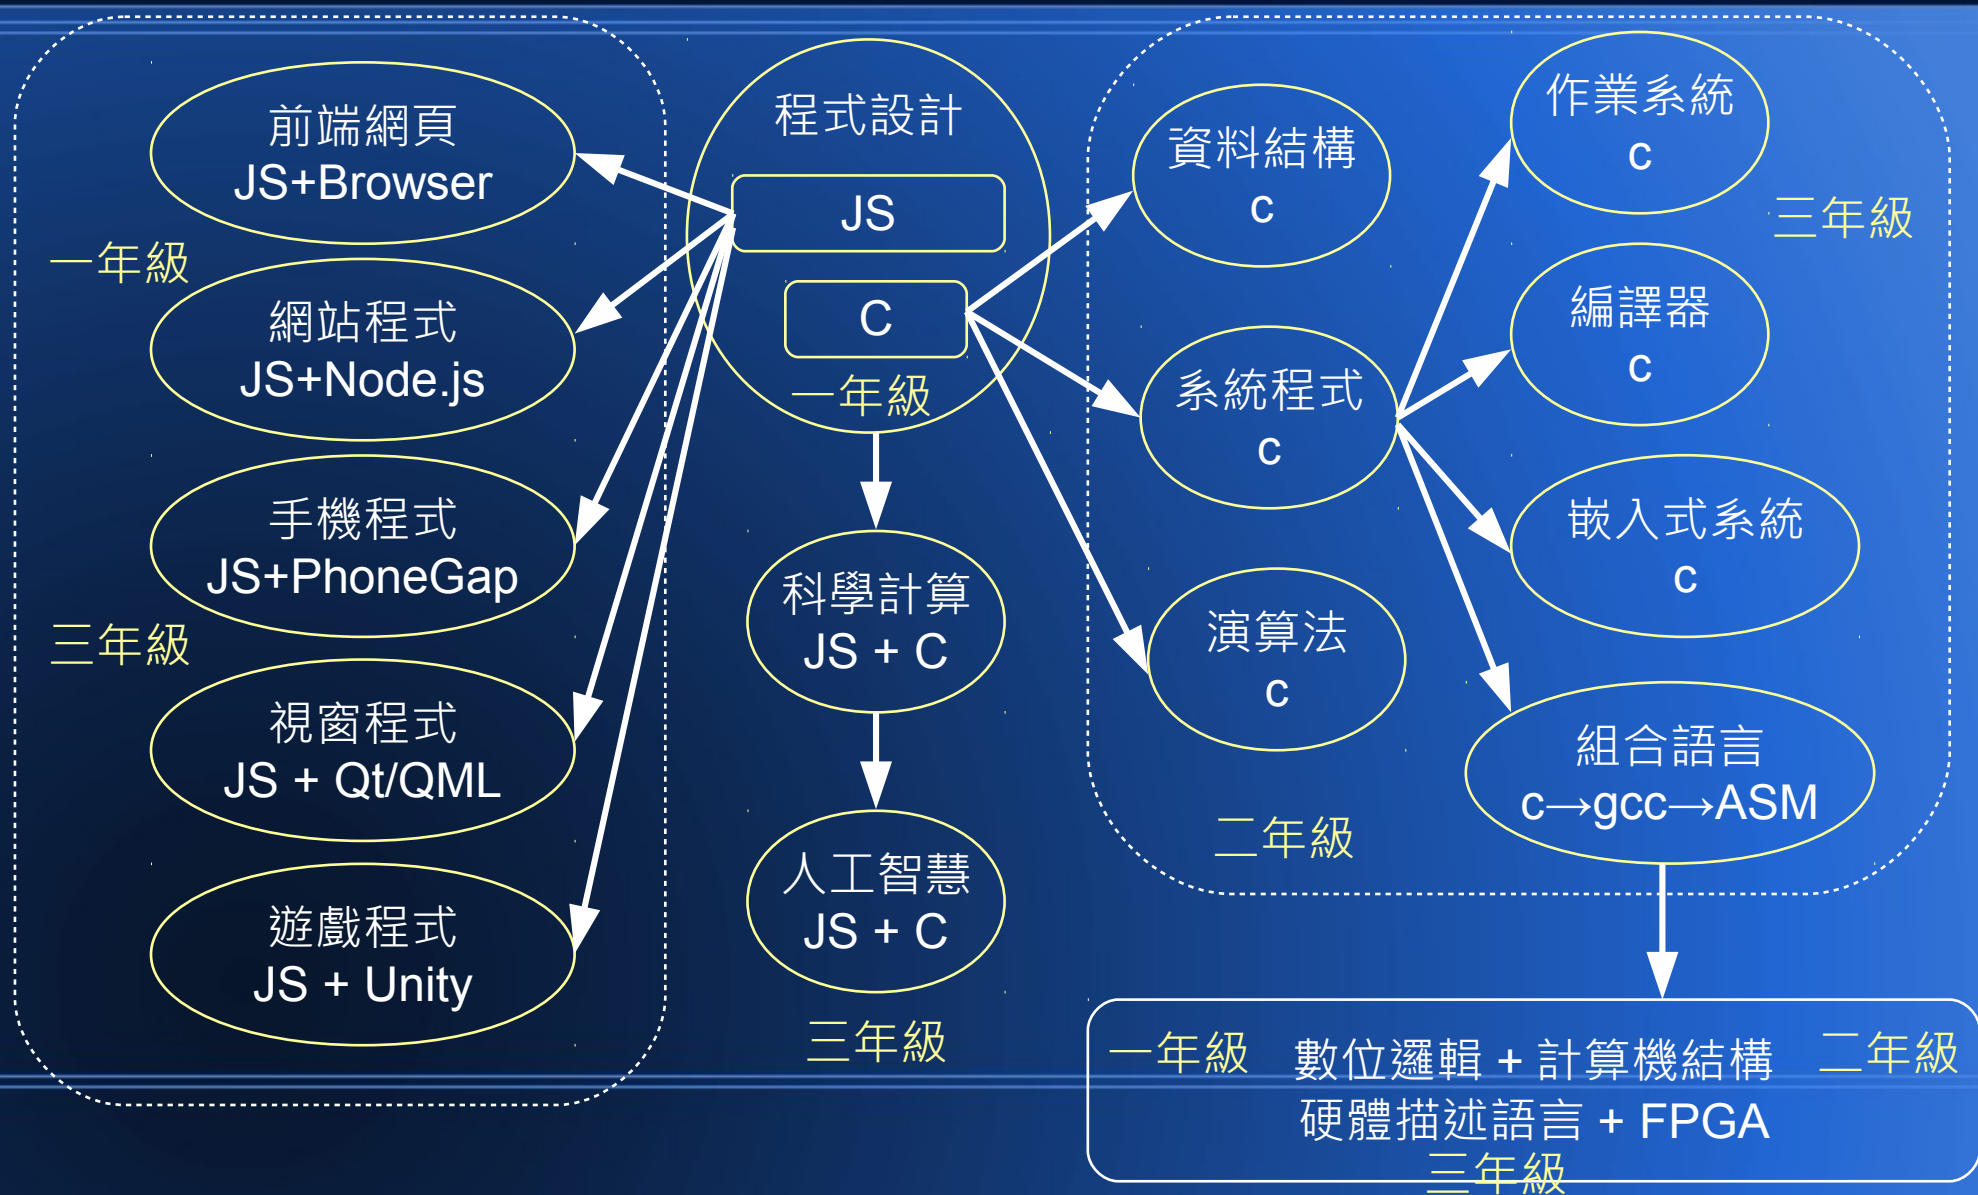 前端網頁
JS+Browser
一年級
網站程式
JS+Node.js
手機程式
JS+PhoneGap
三年級
視窗程式
JS + Qt/QML
遊戲程式
JS + Unity
程式設計
JS
C
一年級
科學計算
JS + C
人工智慧
JS + C
三年級
資料結構
c
系統程式
c
演算法
c
二年級
作業系統
c
三年級
編譯器
c
嵌入式系統
c
組合語言
c→gcc→ASM
一年級 數位邏輯 + 計算機結構 二年級
硬體描述語言 + FPGA
三年級